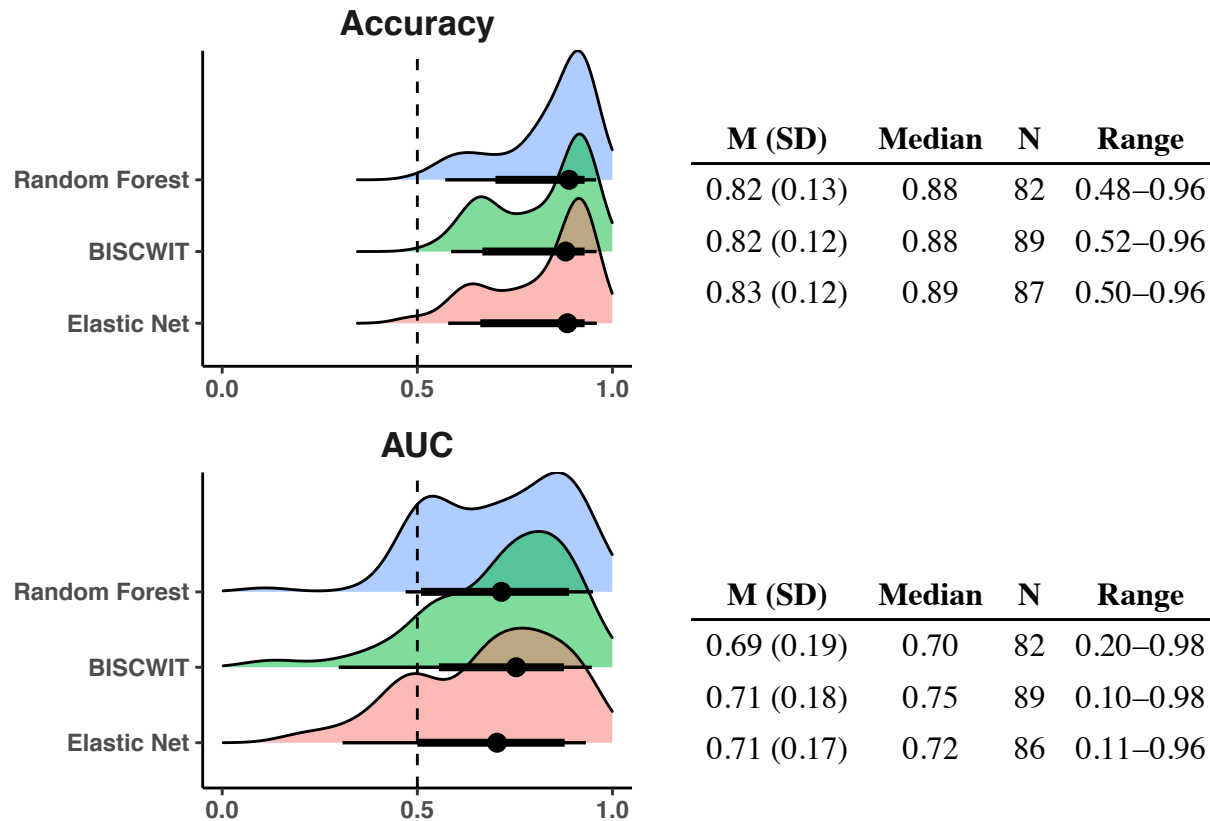 Accuracy
Random Forest
BISCWIT
Elastic Net
0.0 0.5 1.0
M (SD) Median N Range
0.82 (0.13) 0.88 82 0.48–0.96
0.82 (0.12) 0.88 89 0.52–0.96
0.83 (0.12) 0.89 87 0.50–0.96
AUC
Random Forest
BISCWIT
Elastic Net
0.0 0.5 1.0
M (SD) Median N Range
0.69 (0.19) 0.70 82 0.20–0.98
0.71 (0.18) 0.75 89 0.10–0.98
0.71 (0.17) 0.72 86 0.11–0.96